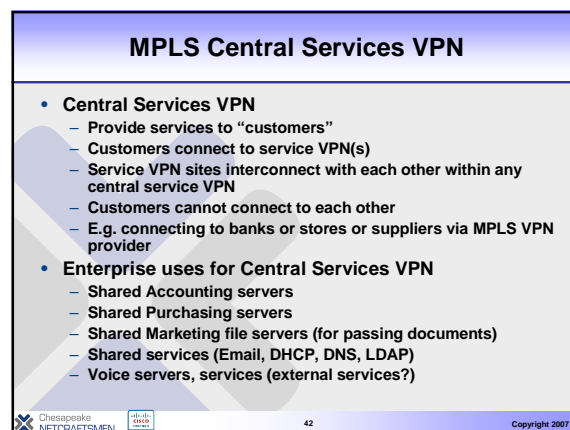 MPLS Central Services VPN
• Central Services VPN
– Provide services to “customers”
– Customers connect to service VPN(s)
– Service VPN sites interconnect with each other within any
central service VPN
– Customers cannot connect to each other
– E.g. connecting to banks or stores or suppliers via MPLS VPN
provider
• Enterprise uses for Central Services VPN
– Shared Accounting servers
– Shared Purchasing servers
– Shared Marketing file servers (for passing documents)
– Shared services (Email, DHCP, DNS, LDAP)
– Voice servers, services (external services?)
Chesapeake
NETCRAFTSMEN
CISCO
42
Copyright 2007